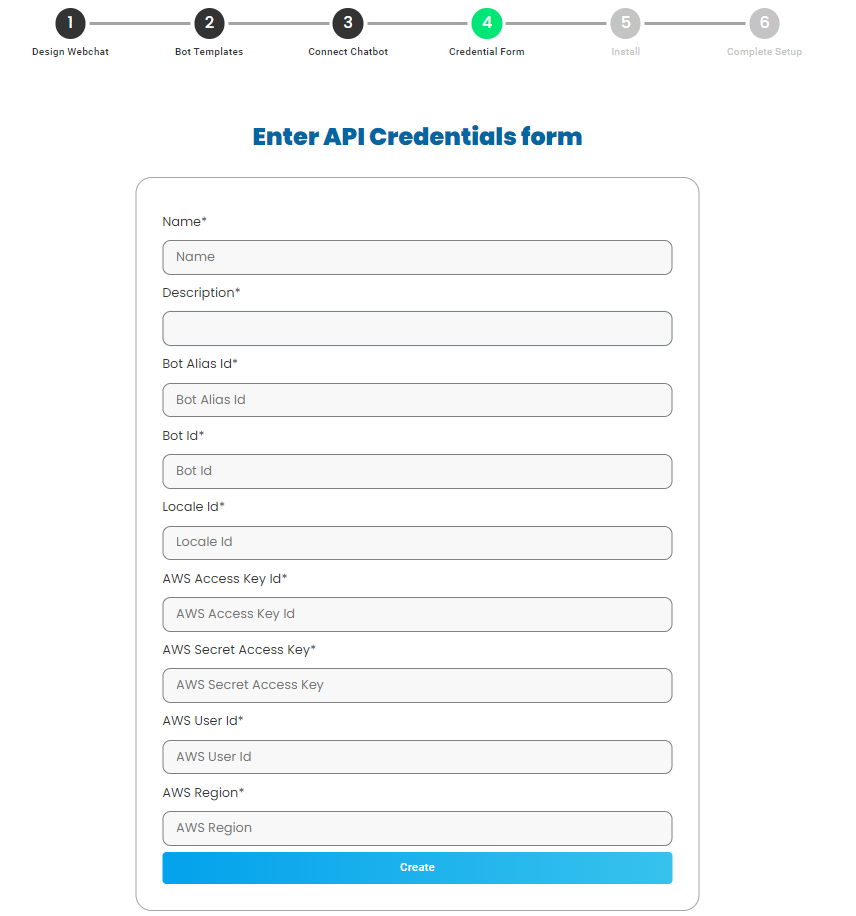 1 2 3 4 5 6
Design Webchat Bot Templates Connect Chatbot Credential Form Install Complete Setup
Enter API Credentials form
Name*
Name
Description*
Bot Alias Id*
Bot Alias Id
Bot Id*
Bot Id
Locale Id*
Locale Id
AWS Access Key Id*
AWS Access Key Id
AWS Secret Access Key*
AWS Secret Access Key
AWS User Id*
AWS User Id
AWS Region*
AWS Region
Create